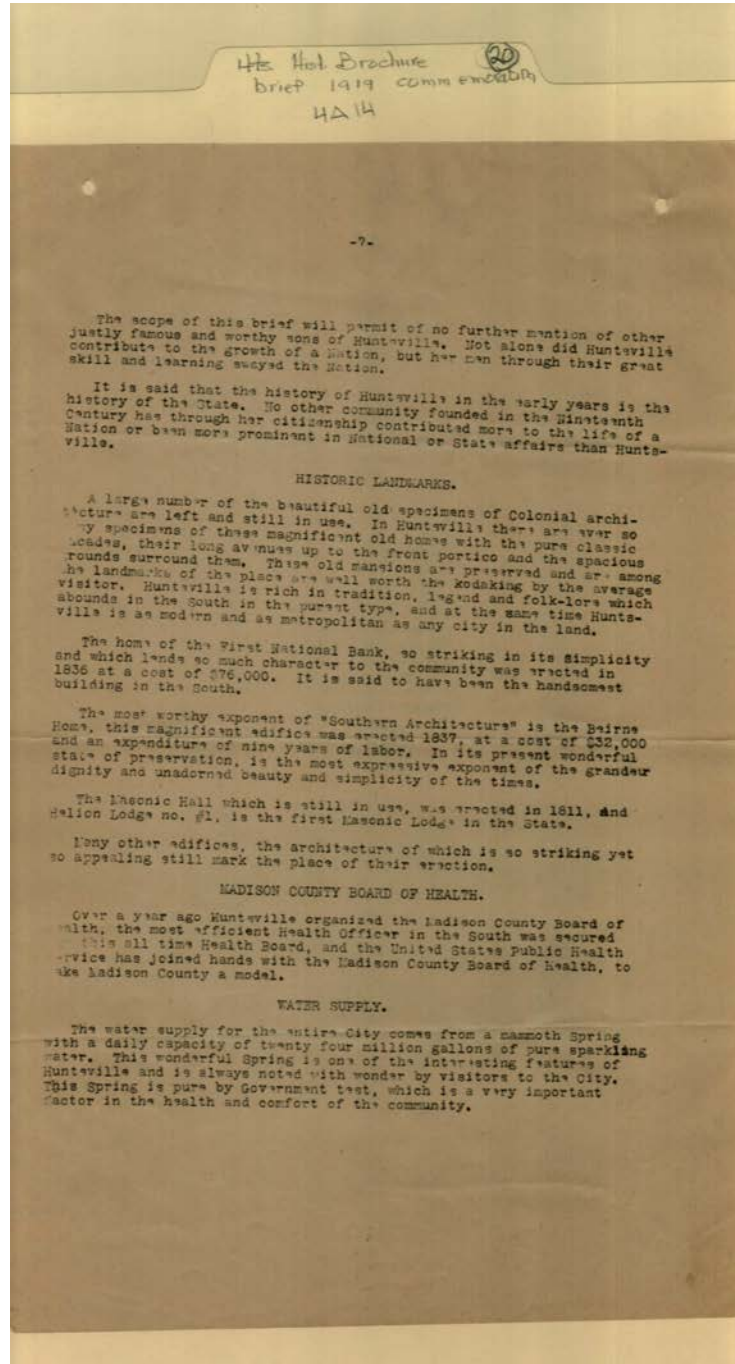 Hist. Brochure
20
brief 1919 commemorating
4A14
-7-
The scope of this brief will permit of no further mention of other
justly famous and worthy sons of Huntsville. Not alone did Huntsville
contribute to the growth of a Nation, but her men through their great
skill and learning swayed the Nation.
It is said that the history of Huntsville in the early years is the
history of the State. No other community founded in the Nineteenth
Century has through her citizenship contributed more to the life of a
Nation or been more prominent in National or State affairs than Hunts-
ville.
HISTORIC LANDMARKS.
A large number of the beautiful old specimens of Colonial archi-
tecture are left and still in use. In Huntsville there are ever so
ny specimens of these magnificent old homes with the pure classic
acades, their long avenues up to the front portico and the spacious
rounds surround them. These old mansions are preserved and are among
he landmarks of the place are well worth the kodaking by the average
visitor. Huntsville is rich in tradition, legend and folk-lore which
abounds in the South in the purest type, and at the same time Hunts-
ville is as modern and as metropolitan as any city in the land.
The home of the First National Bank, so striking in its simplicity
and which lends so much character to the community was erected in
1836 at a cost of $76,000. It is said to have been the handsomest
building in the South.
The most worthy exponent of "Southern Architecture" is the Beirne
Home, this magnificent edifice was erected 1837, at a cost of $32,000
and an expenditure of nine years of labor. In its present wonderful
state of preservation, is the most expressive exponent of the grandeur
dignity and unadorned beauty and simplicity of the times.
The Masonic Hall which is still in use, was erected in 1811, and
Helion Lodge no. #1, is the first Masonic Lodge in the State.
Many other edifices, the architecture of which is so striking yet
so appealing still mark the place of their erection.
MADISON COUNTY BOARD OF HEALTH.
Over a year ago Huntsville organized the Madison County Board of
alth, the most efficient Health Officer in the South was secured
this all time Health Board, and the United States Public Health
ervice has joined hands with the Madison County Board of health, to
ake Madison County a model.
WATER SUPPLY.
The water supply for the entire City comes from a mammoth Spring
with a daily capacity of twenty four million gallons of pure sparkling
water. This wonderful Spring is one of the interesting features of
Huntsville and is always noted with wonder by visitors to the City.
This Spring is pure by Government test, which is a very important
factor in the health and comfort of the community.